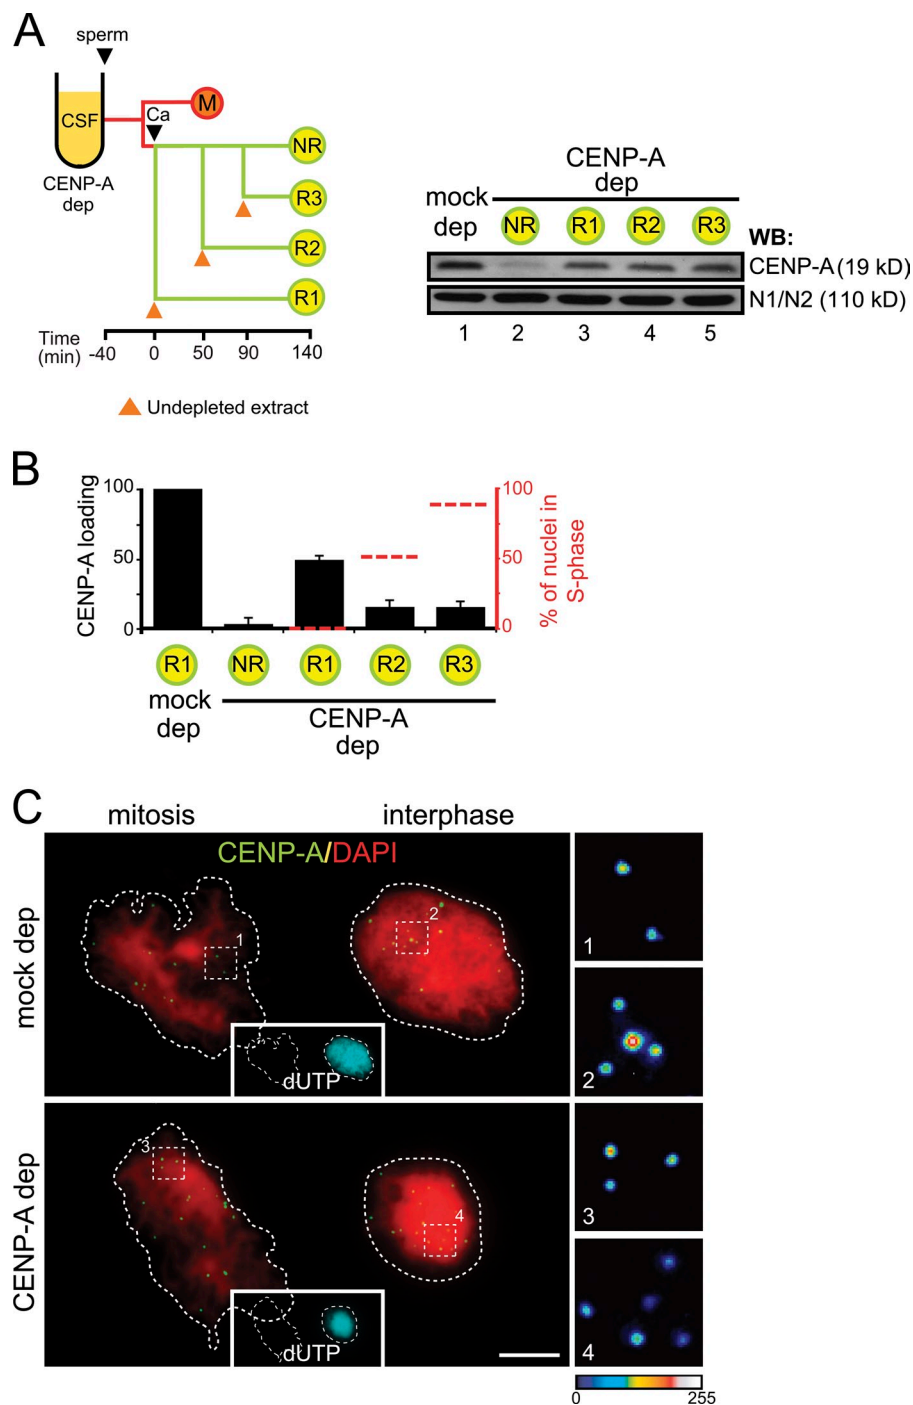 A
sperm
CSF
CENP-A
dep
Ca
M
NR
R3
R2
R1
Time
(min)
-40 0 50 90 140
Undepleted extract
CENP-A
dep
mock
dep
NR R1 R2 R3
WB:
CENP-A (19 kD)
N1/N2 (110 kD)
1 2 3 4 5
B
CENP-A loading
100
50
0
100
50
0
% of nuclei in
S-phase
R1 NR R1 R2 R3
mock
dep
CENP-A
dep
C
mitosis interphase
CENP-A/DAPI
mock dep
1
2
dUTP
1
2
CENP-A dep
3
4
dUTP
3
4
0 255